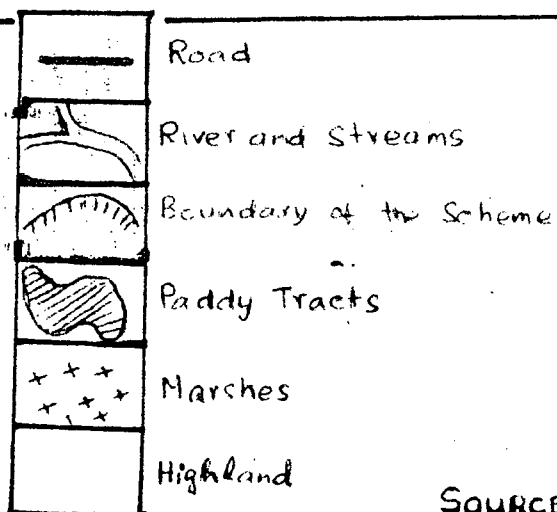 Road
River and Streams
Boundary of the Scheme
Paddy Tracts
Marshes
Highland
SOURCE